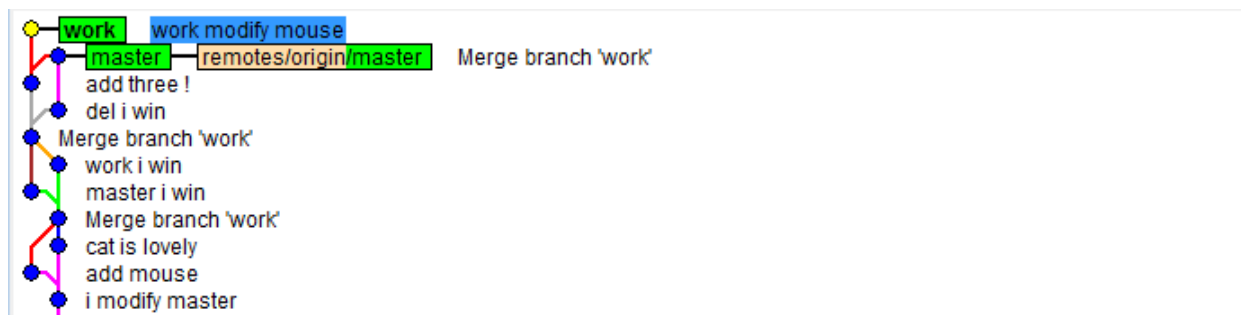 work work modify mouse
master remotes/origin/master Merge branch 'work'
add three !
del i win
Merge branch 'work'
work i win
master i win
Merge branch 'work'
cat is lovely
add mouse
i modify master